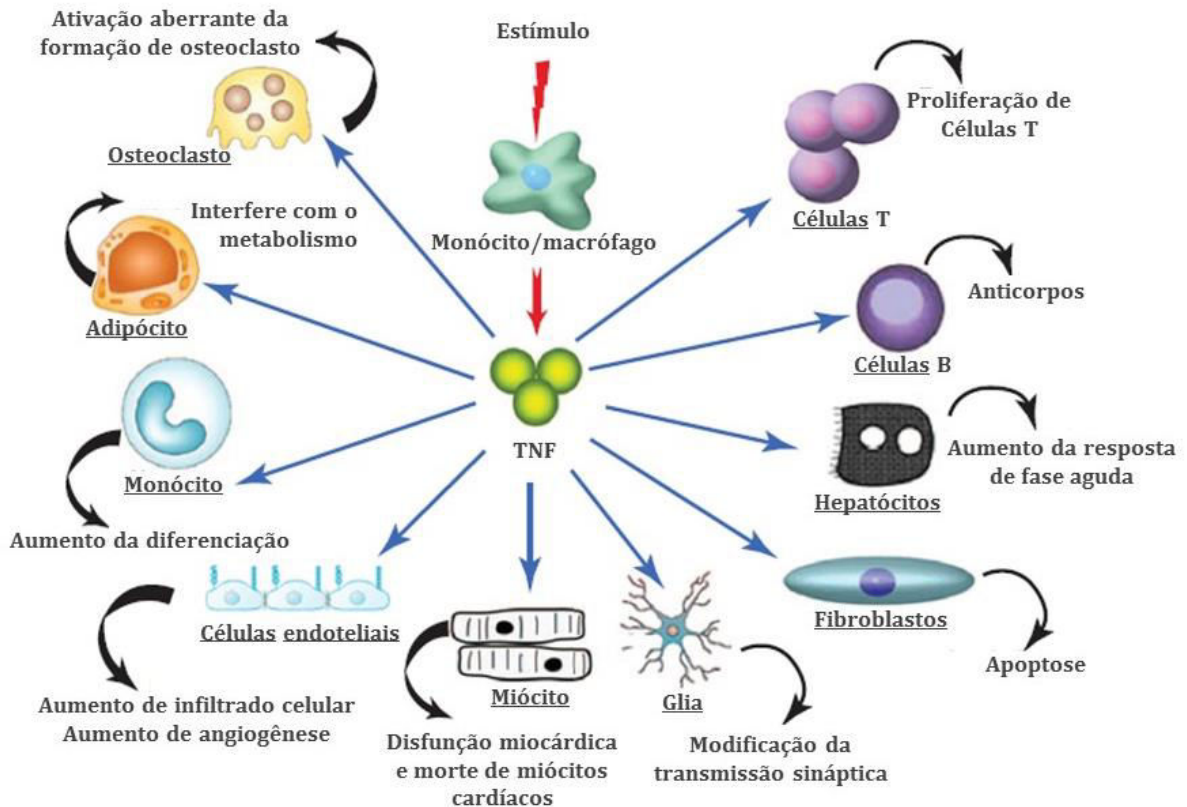 Ativação aberrante da
formação de osteoclasto
Osteoclasto
Estímulo
Monócito/macrófago
Proliferação de
Células T
Células T
Interfere com o
metabolismo
Adipócito
Anticorpos
Células B
TNF
Monócito
Aumento da diferenciação
Aumento da resposta
de fase aguda
Hepatócitos
Células endoteliais
Aumento de infiltrado celular
Aumento de angiogênese
Miócito
Disfunção miocárdica
e morte de miócitos
cardíacos
Glia
Modificação da
transmissão sináptica
Fibroblastos
Apoptose